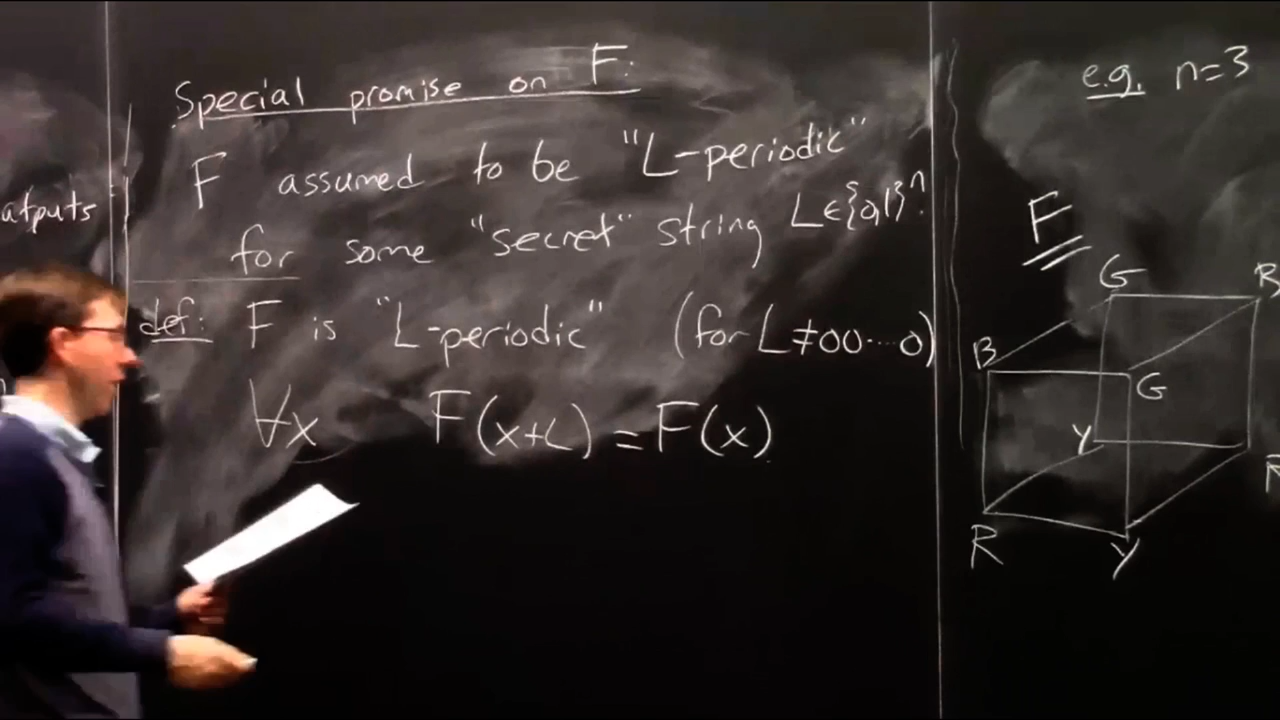 Special promise on F:
F assumed to be "L-periodic"
for some "secret" string L∈{0,1}ⁿ.
def: F is "L-periodic" (for L≠00...0)
∀x F(x+L) = F(x)
e.g. n=3
F
G B
B G
Y R
R Y